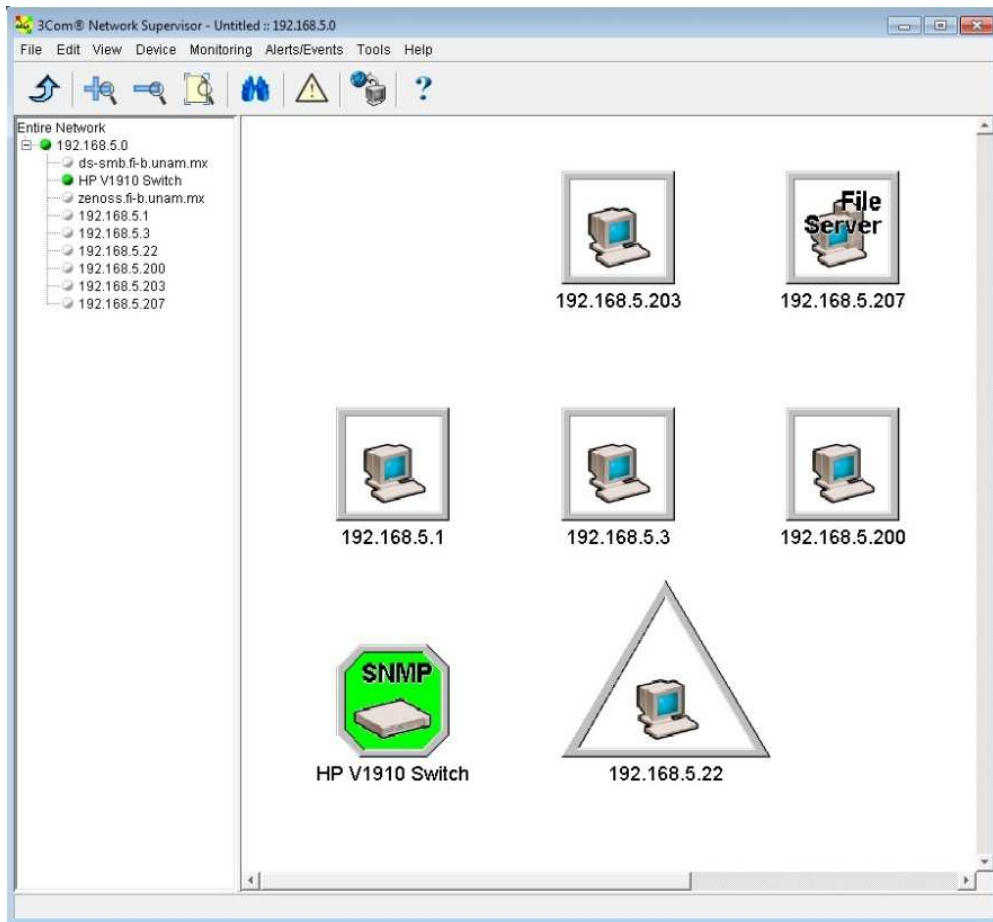 3Com® Network Supervisor - Untitled :: 192.168.5.0
File Edit View Device Monitoring Alerts/Events Tools Help
?
Entire Network
192.168.5.0
ds-smb.fi-b.unam.mx
HP V1910 Switch
zenoss.fi-b.unam.mx
192.168.5.1
192.168.5.3
192.168.5.22
192.168.5.200
192.168.5.203
192.168.5.207
File
Server
192.168.5.203 192.168.5.207
192.168.5.1 192.168.5.3 192.168.5.200
SNMP
HP V1910 Switch 192.168.5.22